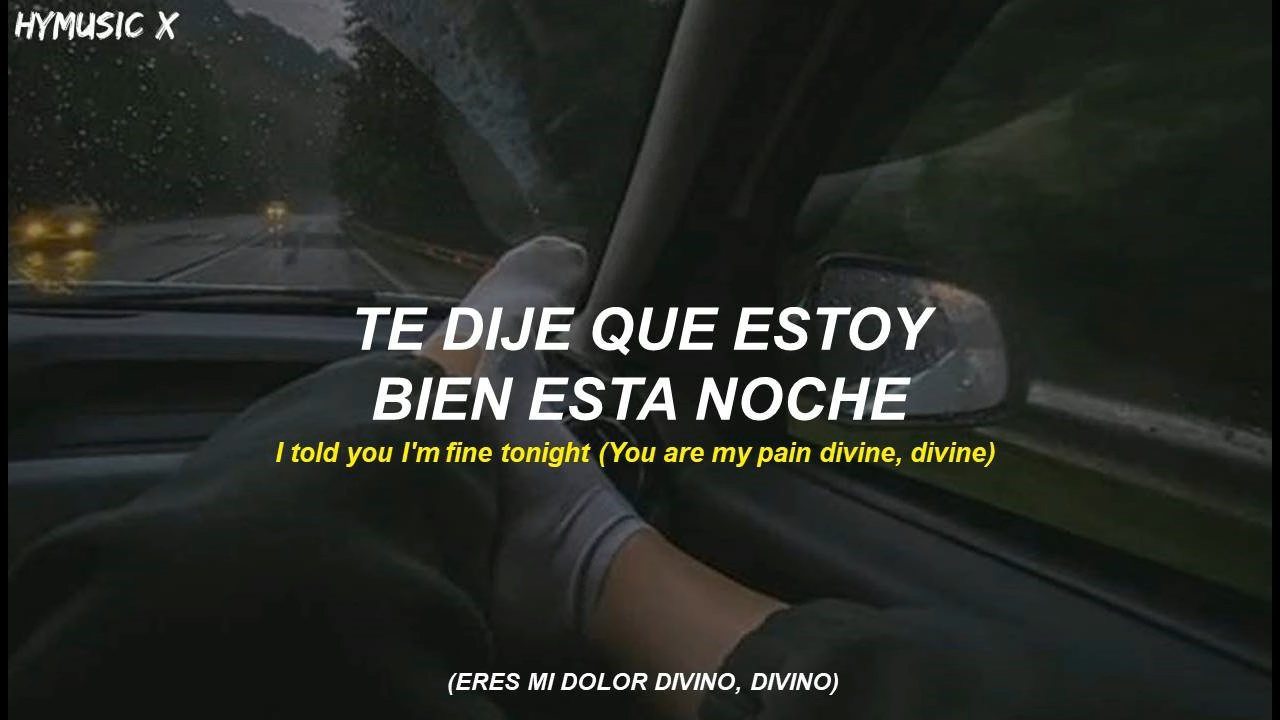 HYMUSIC X
TE DIJE QUE ESTOY
BIEN ESTA NOCHE
I told you I'm fine tonight (You are my pain divine, divine)
(ERES MI DOLOR DIVINO, DIVINO)